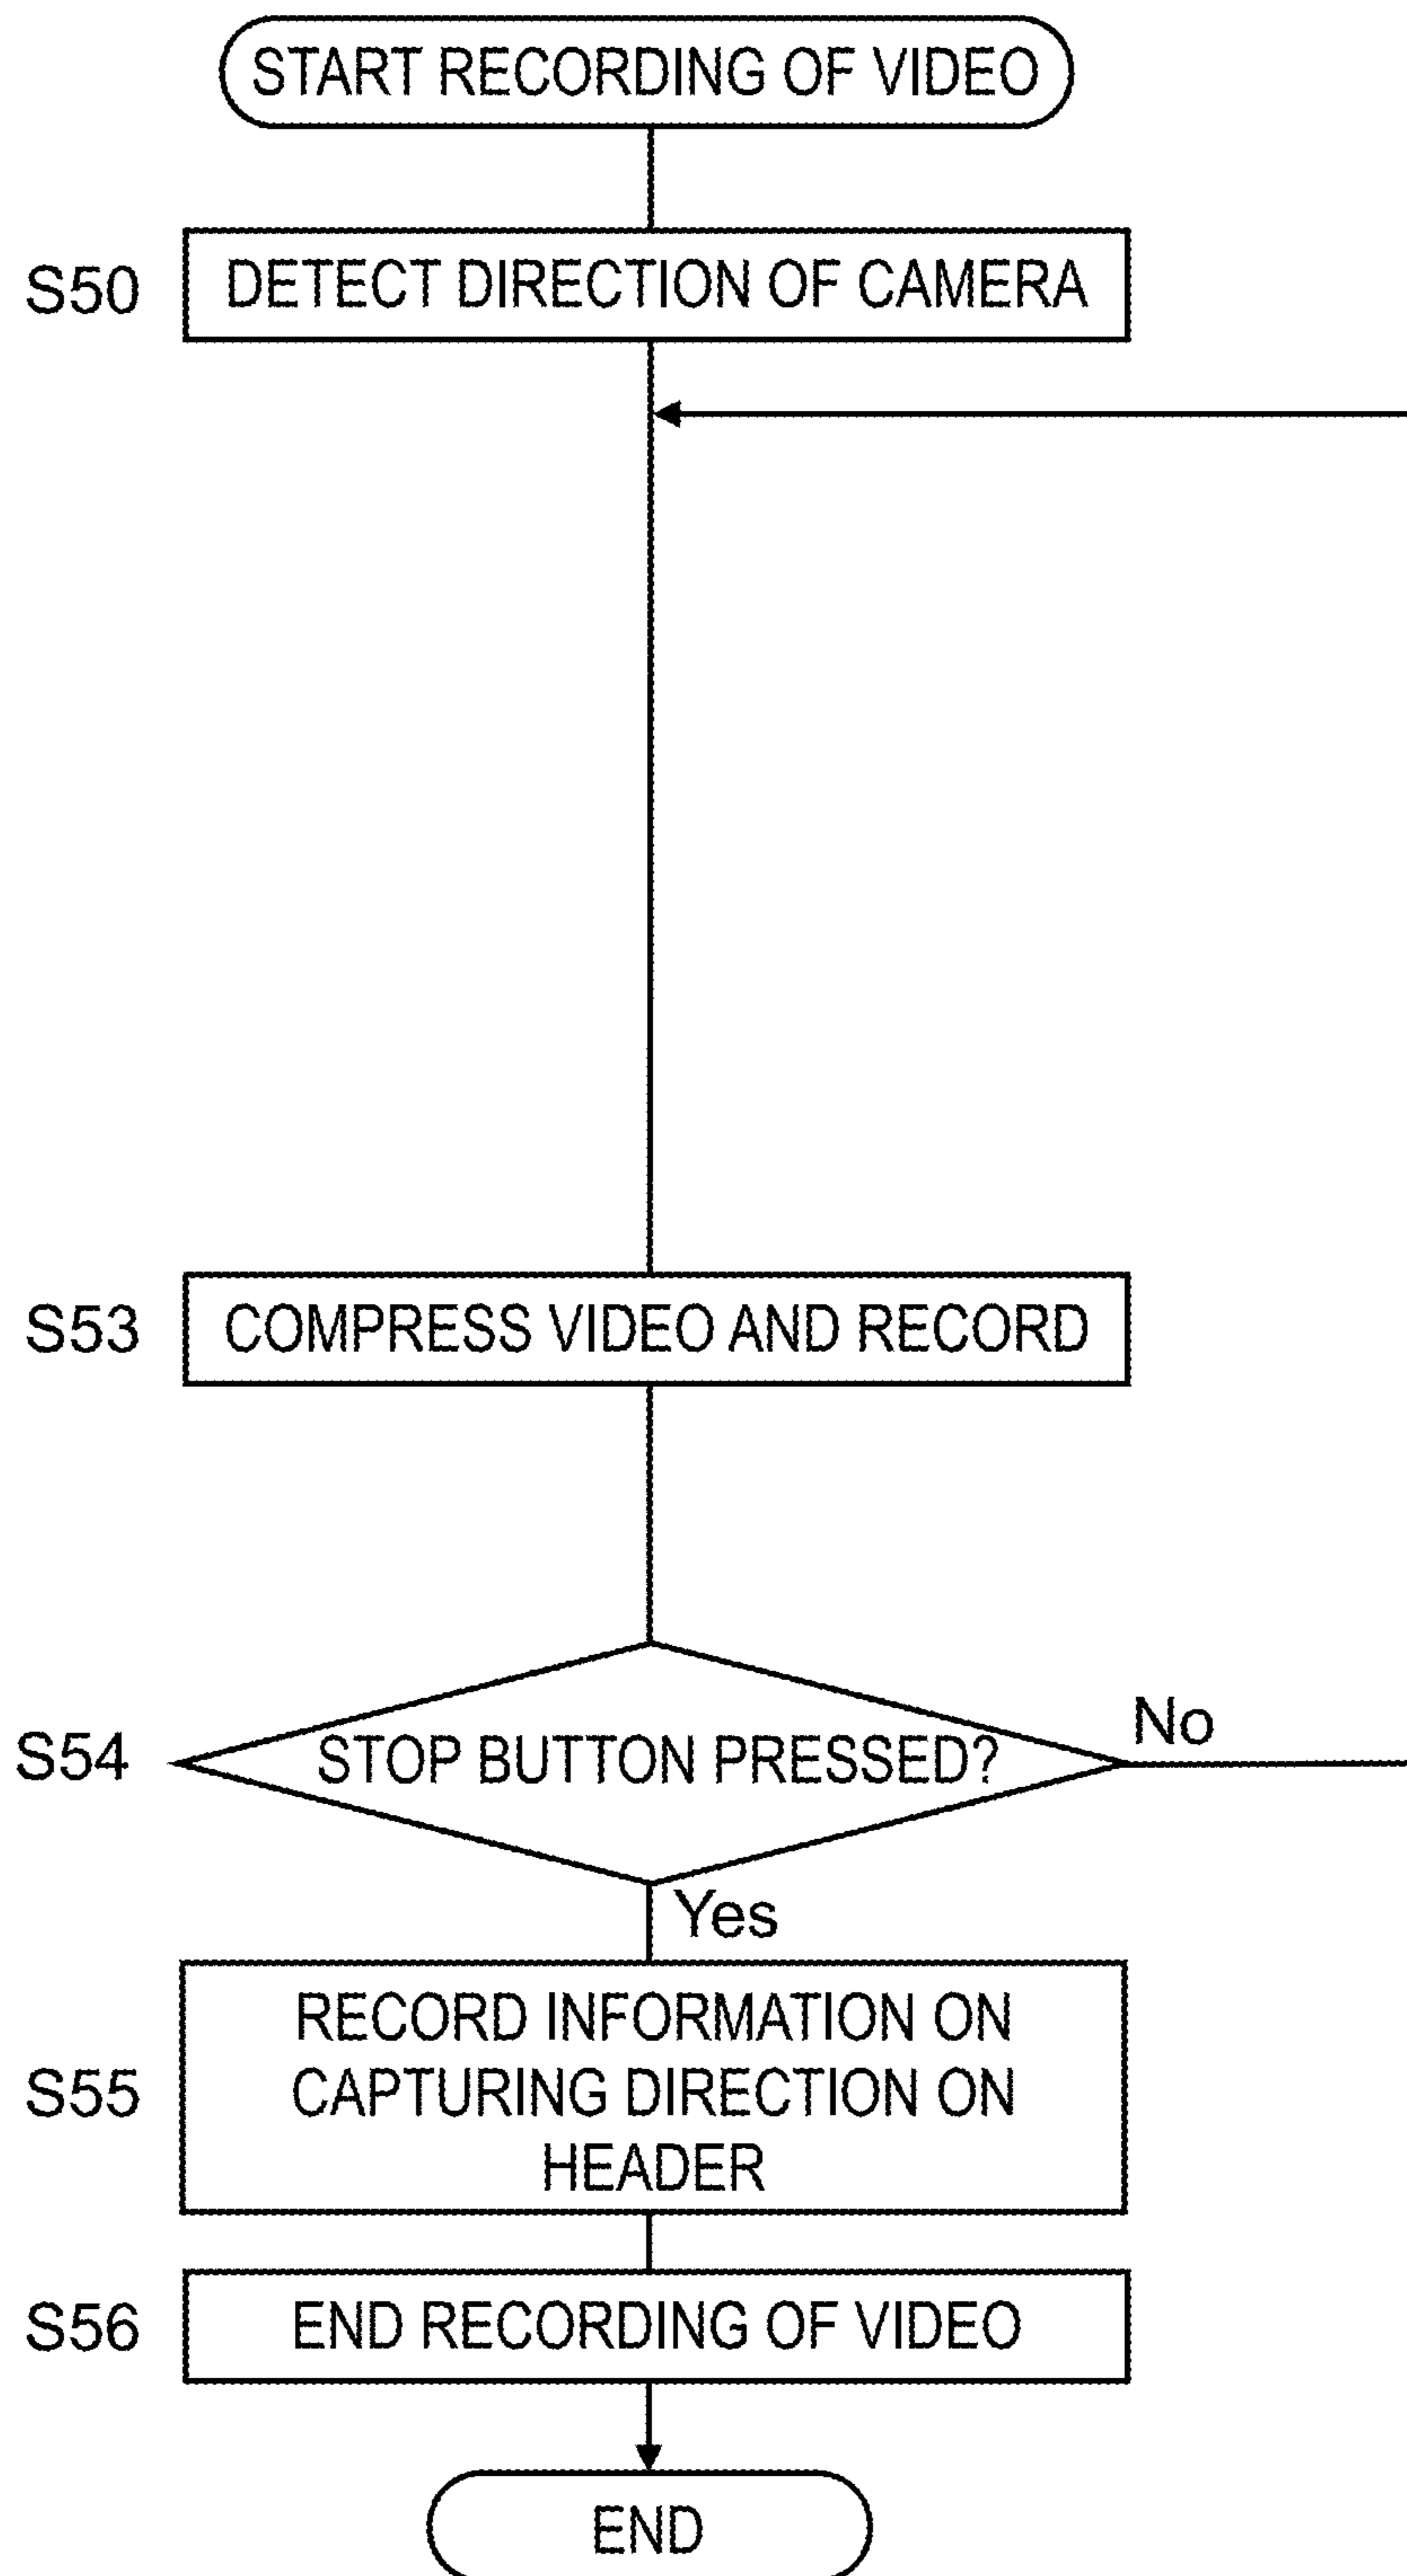 START RECORDING OF VIDEO
S50 DETECT DIRECTION OF CAMERA
S53 COMPRESS VIDEO AND RECORD
S54 STOP BUTTON PRESSED? No
Yes
RECORD INFORMATION ON
S55 CAPTURING DIRECTION ON
HEADER
S56 END RECORDING OF VIDEO
END